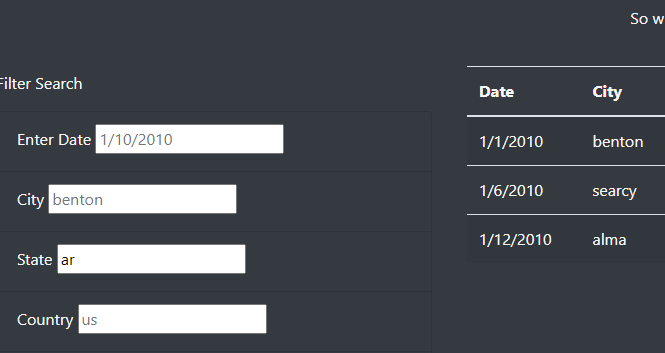 So w
Filter Search
Enter Date 1/10/2010
City benton
State ar
Country us
Date City
1/1/2010 benton
1/6/2010 searcy
1/12/2010 alma